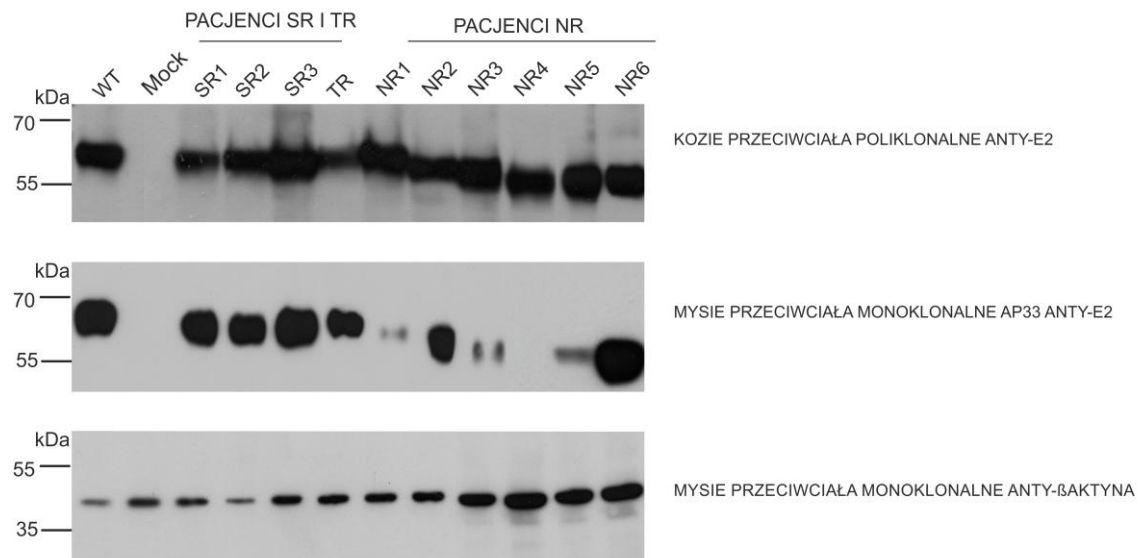 PACJENCI SR I TR
PACJENCI NR
WT Mock SR1 SR2 SR3 TR NR1 NR2 NR3 NR4 NR5 NR6
kDa
70
KOZIE PRZECIWCIAŁA POLIKLONALNE ANTY-E2
55
kDa
70
MYSIE PRZECIWCIAŁA MONOKLONALNE AP33 ANTY-E2
55
kDa
55
MYSIE PRZECIWCIAŁA MONOKLONALNE ANTY-ßAKTYNA
35